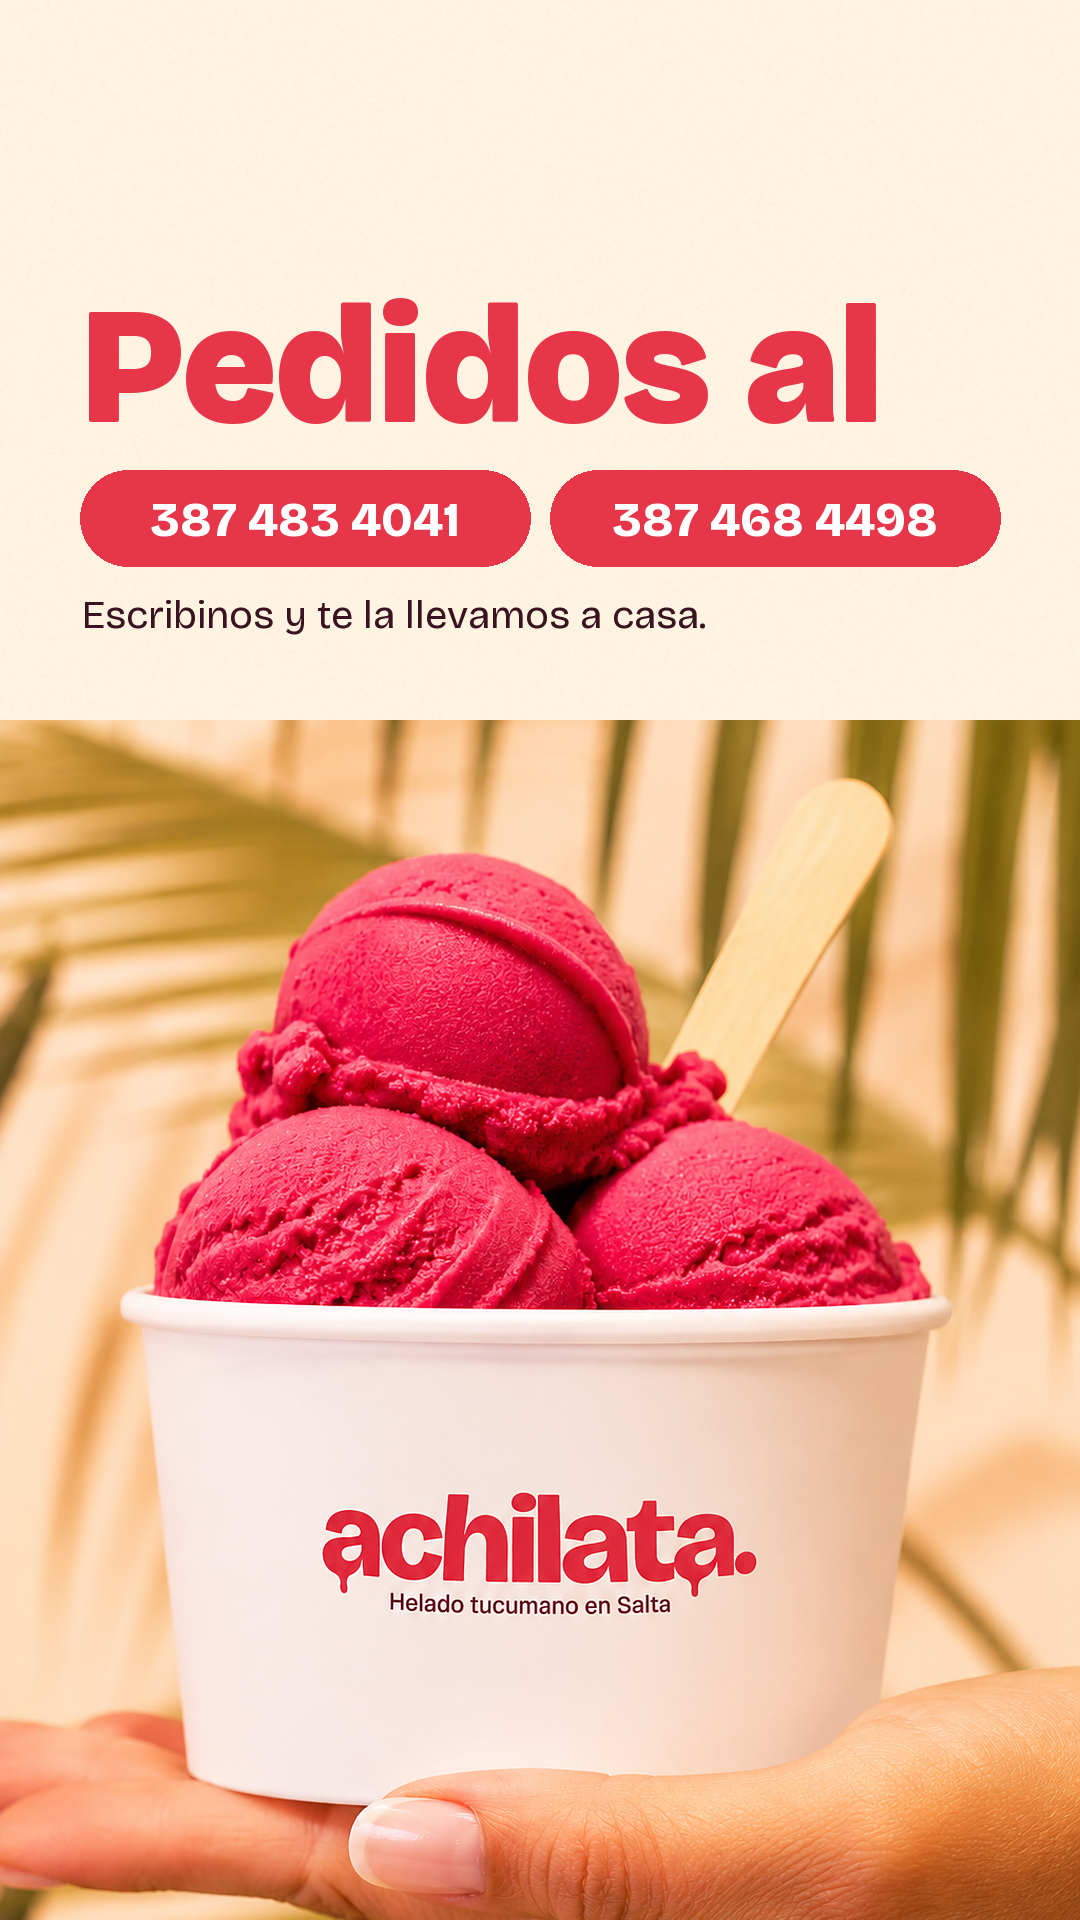 Pedidos al
387 483 4041
387 468 4498
Escribinos y te la llevamos a casa.
achilata.
Helado tucumano en Salta